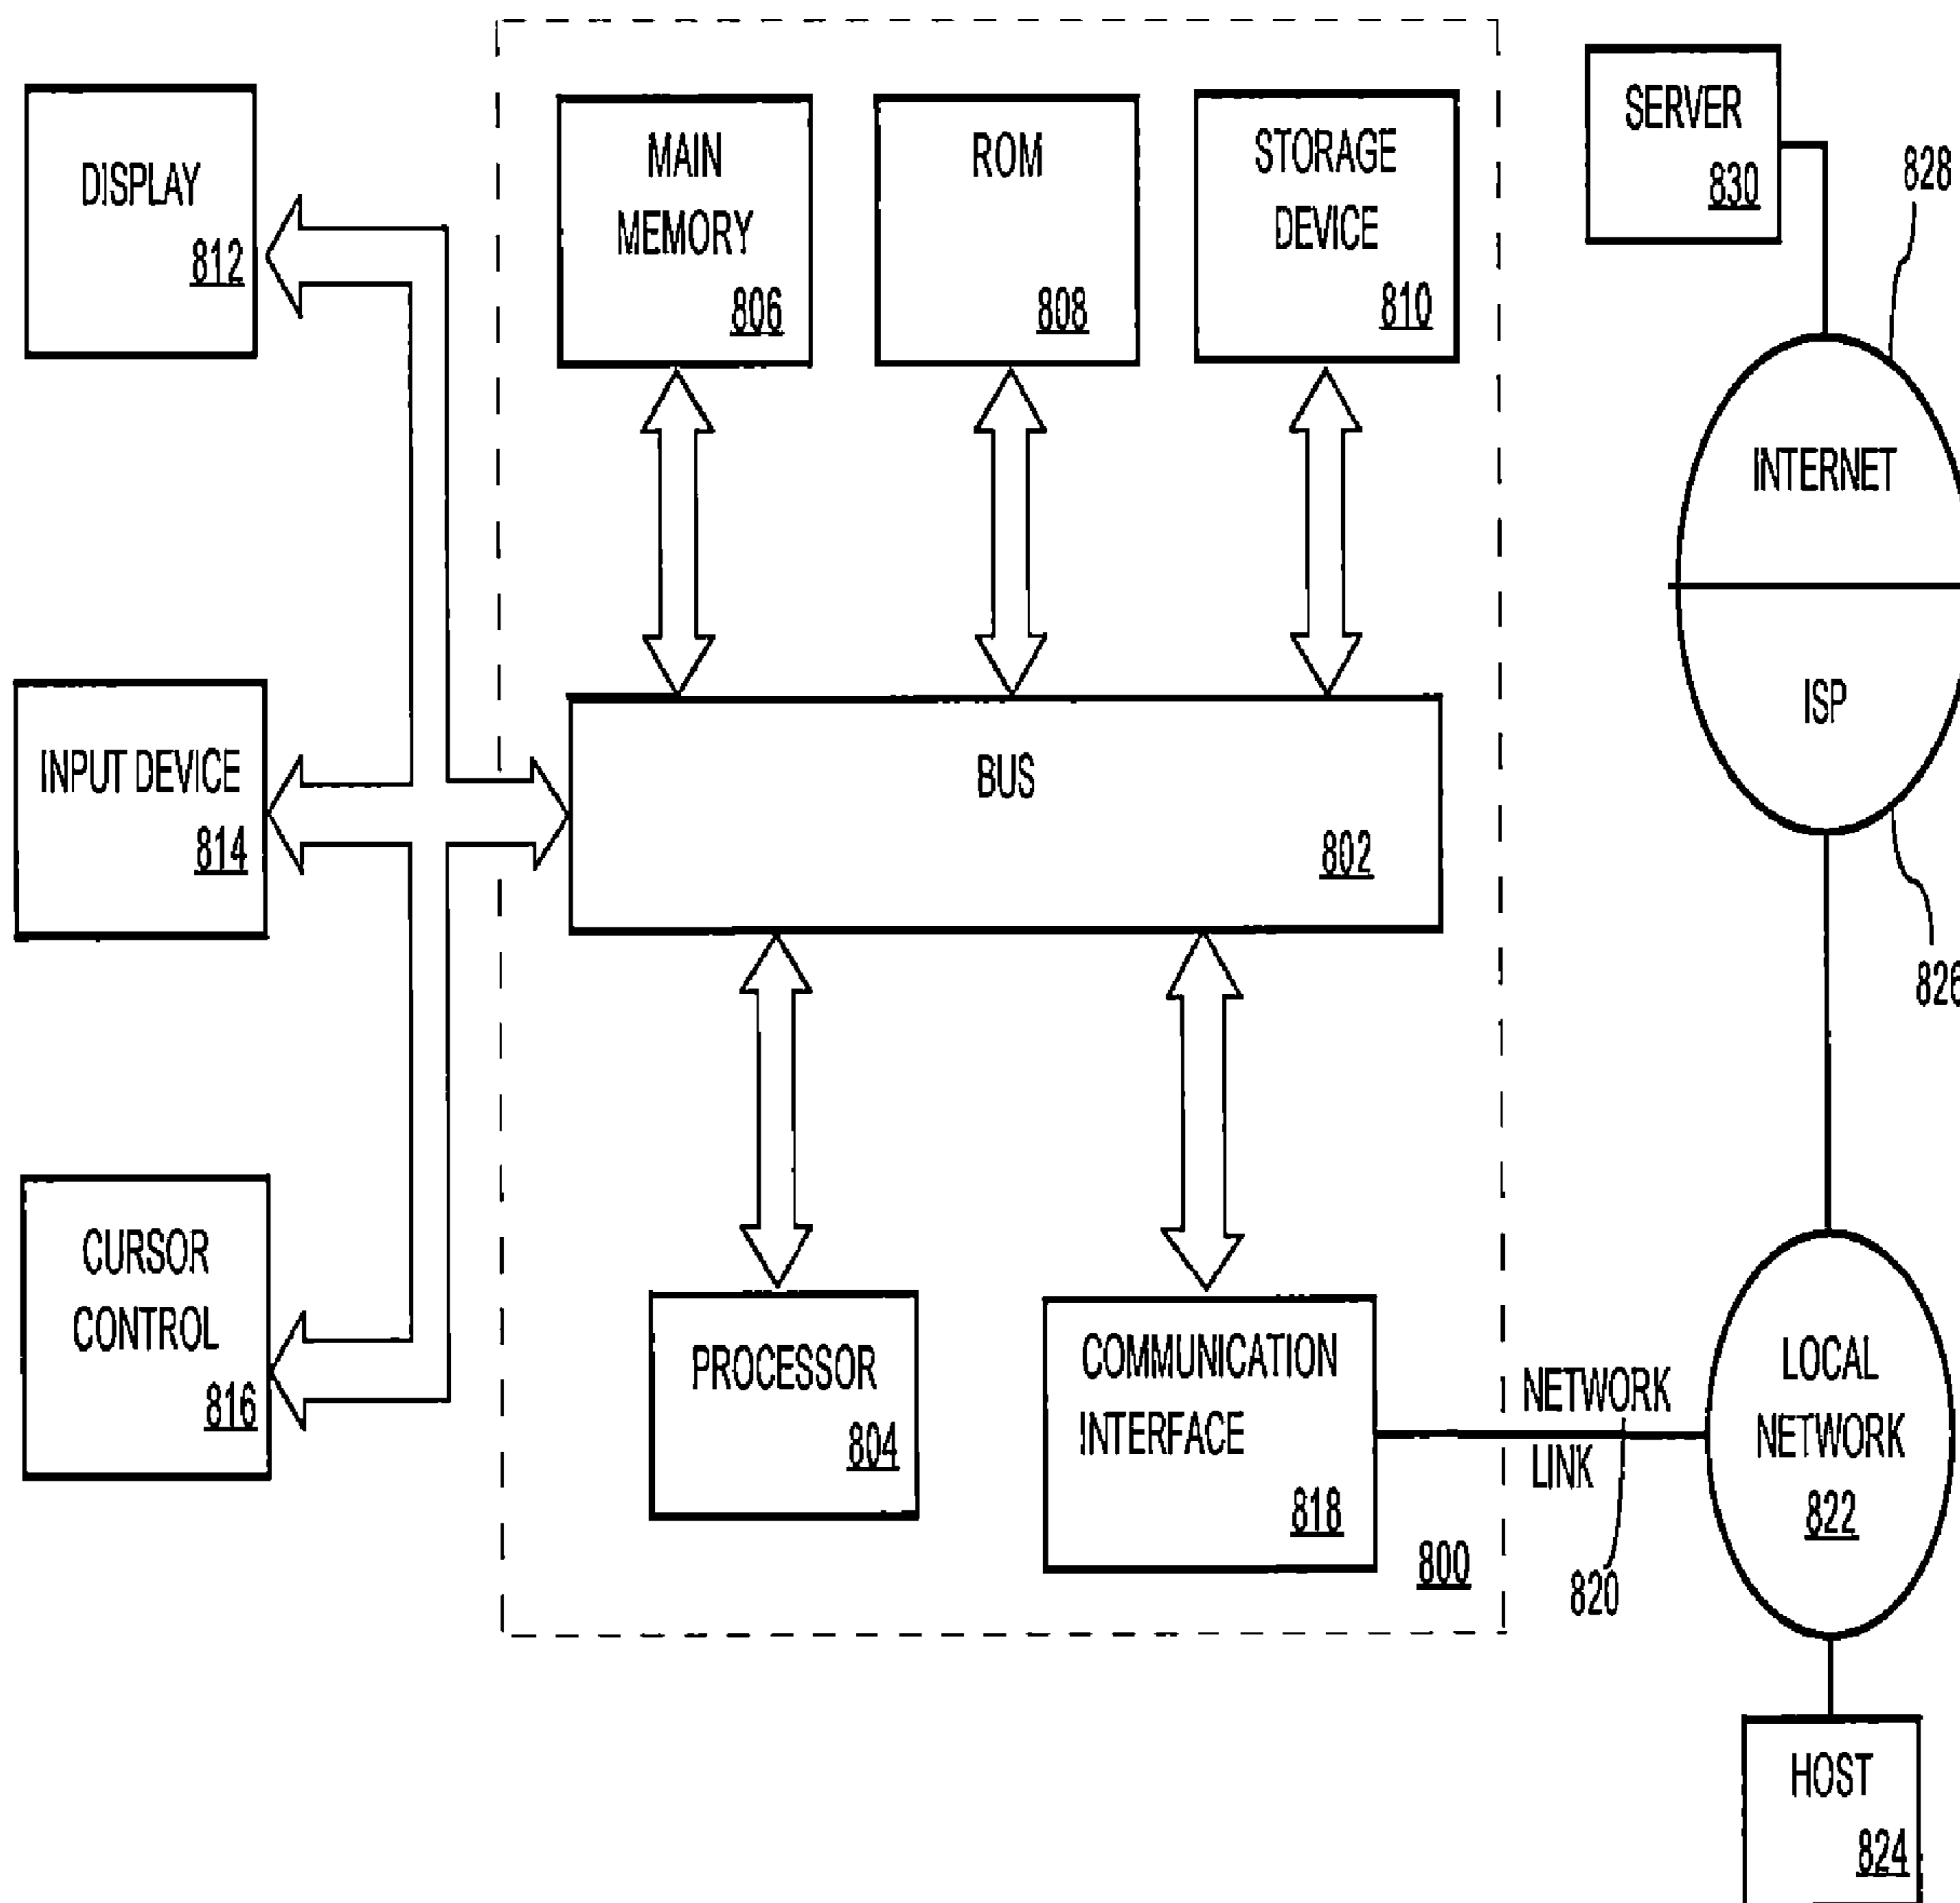 DISPLAY
812
INPUT DEVICE
814
CURSOR
CONTROL
816
MAIN
MEMORY
806
ROM
808
STORAGE
DEVICE
810
BUS
802
PROCESSOR
804
COMMUNICATION
INTERFACE
818
800
NETWORK
LINK
820
SERVER
830
828
INTERNET
ISP
826
LOCAL
NETWORK
822
HOST
824